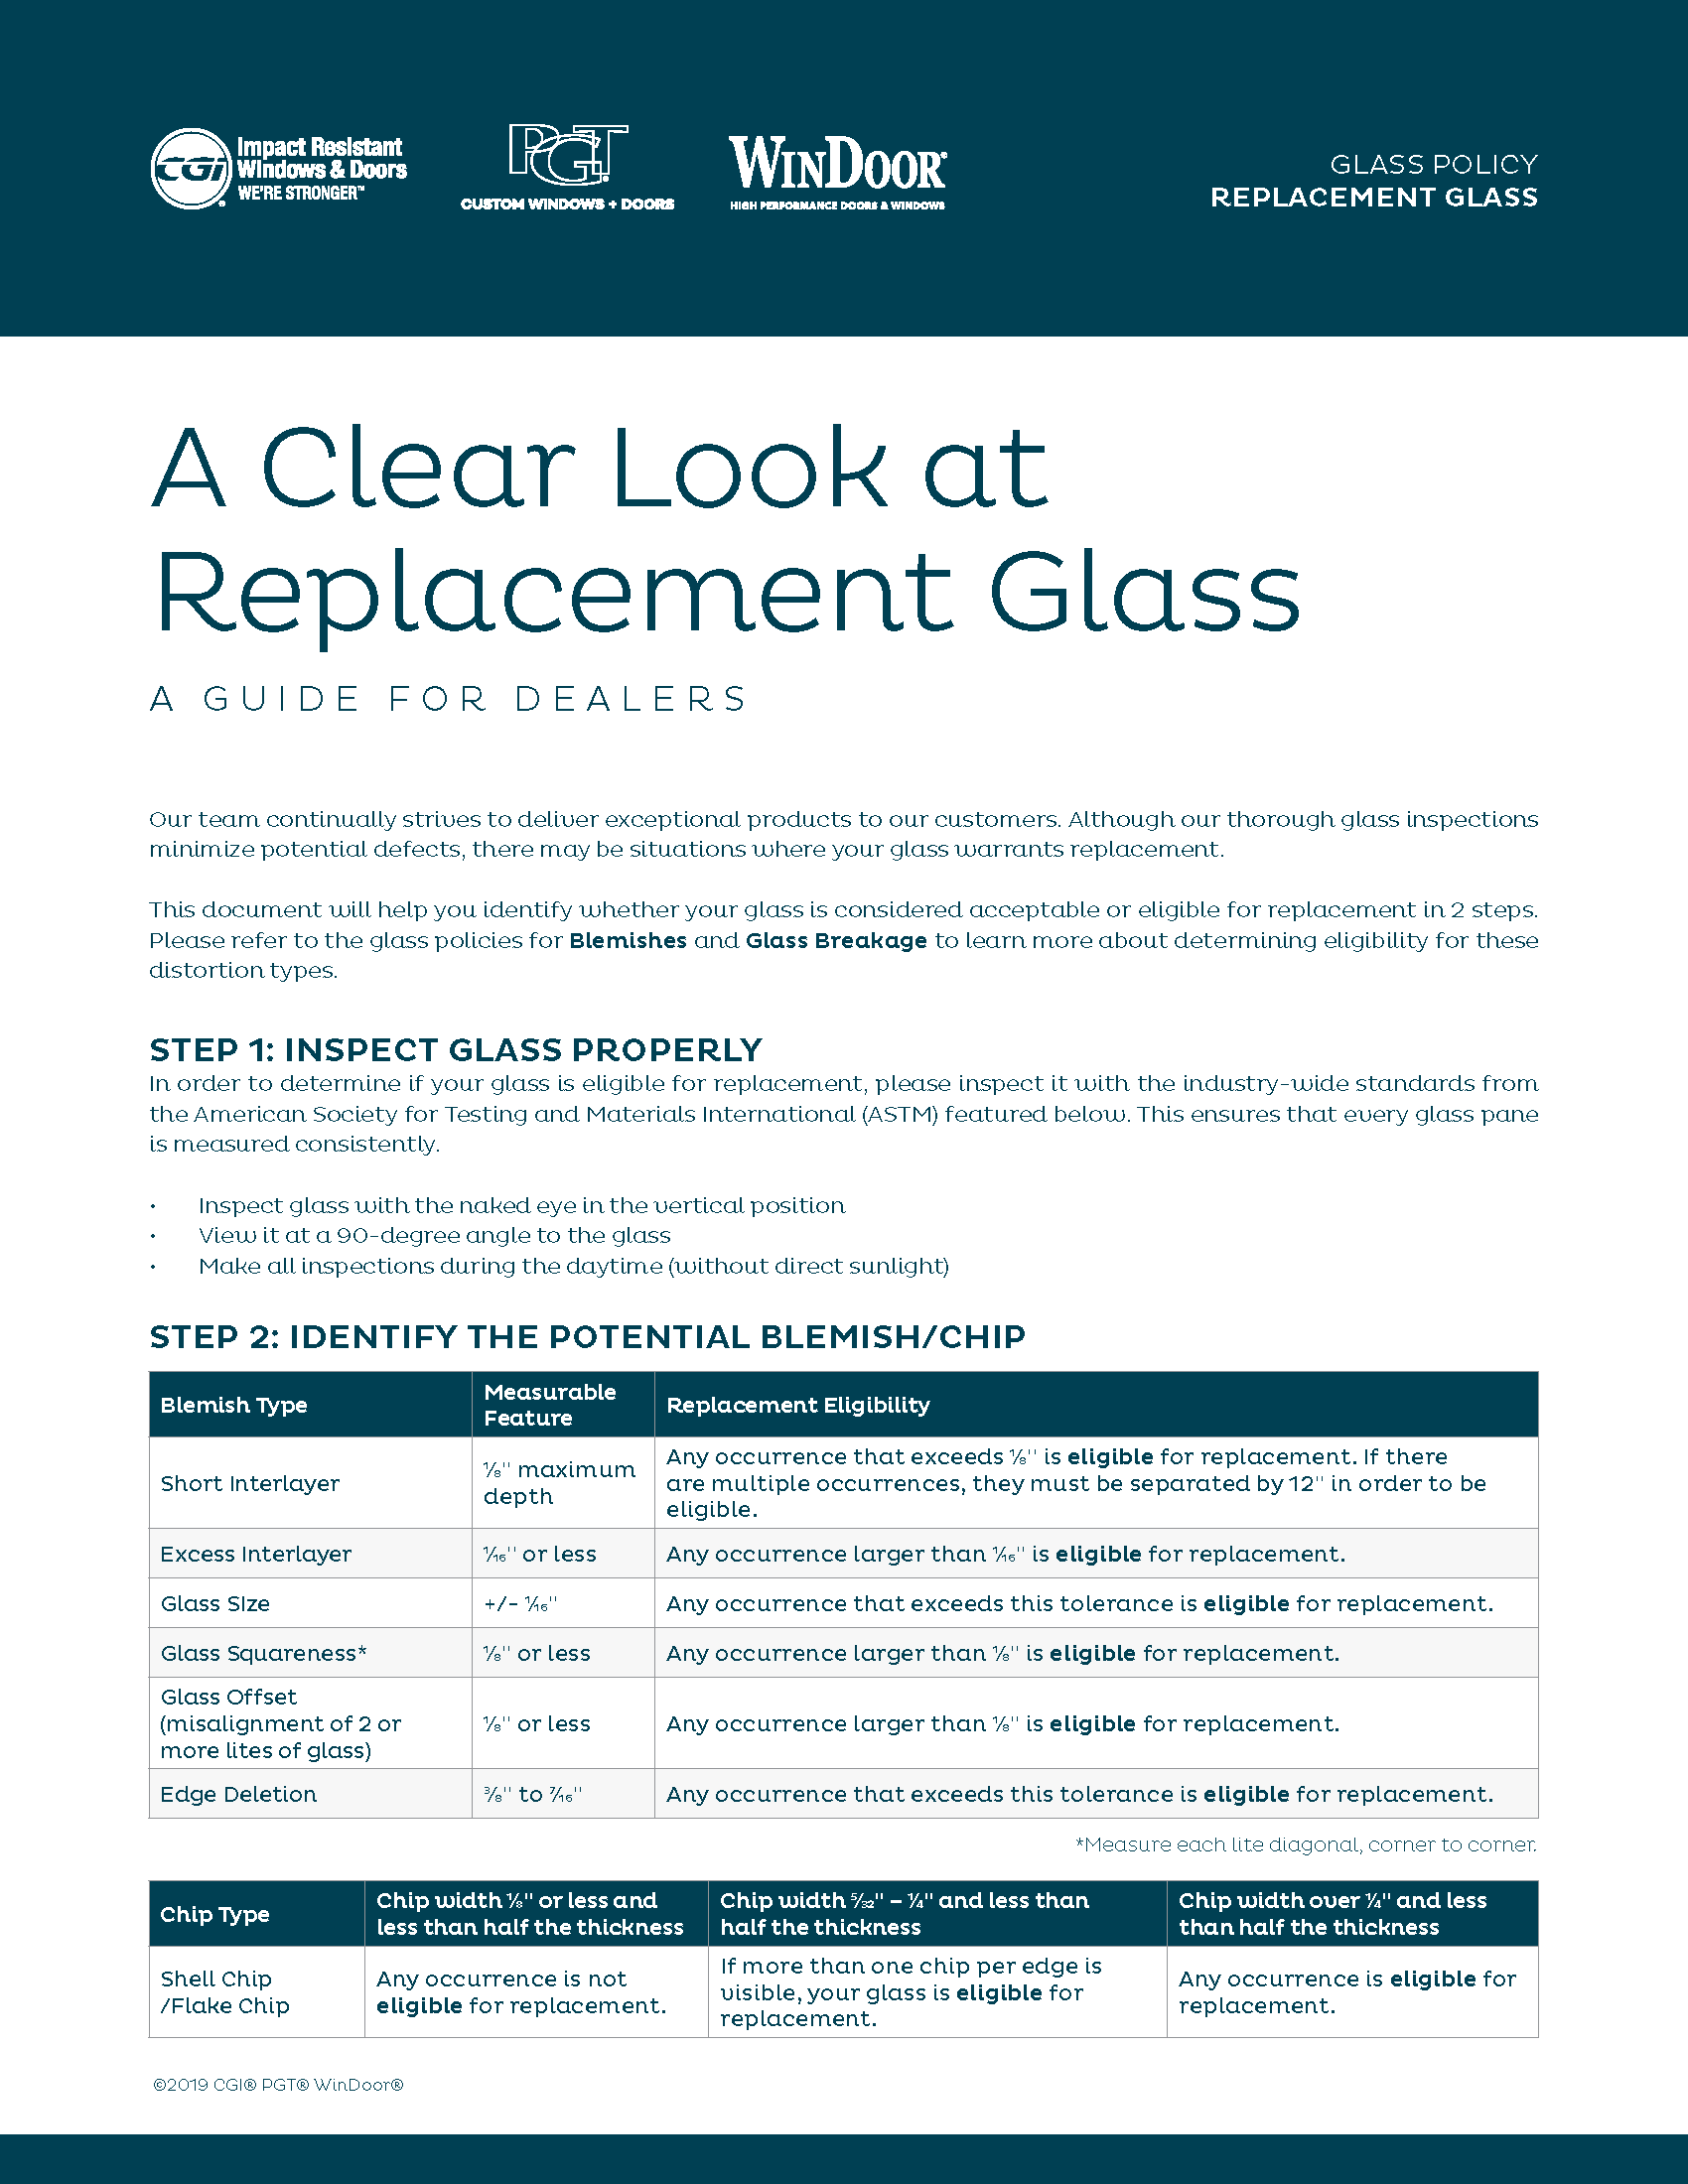 CGI® Impact Resistant
Windows & Doors
WE'RE STRONGER™
PGT®
CUSTOM WINDOWS + DOORS
WINDOOR®
HIGH PERFORMANCE DOORS & WINDOWS
GLASS POLICY
REPLACEMENT GLASS
A Clear Look at
Replacement Glass
A GUIDE FOR DEALERS
Our team continually strives to deliver exceptional products to our customers. Although our thorough glass inspections
minimize potential defects, there may be situations where your glass warrants replacement.
This document will help you identify whether your glass is considered acceptable or eligible for replacement in 2 steps.
Please refer to the glass policies for Blemishes and Glass Breakage to learn more about determining eligibility for these
distortion types.
STEP 1: INSPECT GLASS PROPERLY
In order to determine if your glass is eligible for replacement, please inspect it with the industry-wide standards from
the American Society for Testing and Materials International (ASTM) featured below. This ensures that every glass pane
is measured consistently.
• Inspect glass with the naked eye in the vertical position
• View it at a 90-degree angle to the glass
• Make all inspections during the daytime (without direct sunlight)
STEP 2: IDENTIFY THE POTENTIAL BLEMISH/CHIP
Blemish Type
Measurable
Feature
Replacement Eligibility
Short Interlayer
⅛" maximum
depth
Any occurrence that exceeds ⅛" is eligible for replacement. If there
are multiple occurrences, they must be separated by 12" in order to be
eligible.
Excess Interlayer
1⁄16" or less
Any occurrence larger than 1⁄16" is eligible for replacement.
Glass SIze
+/- 1⁄16"
Any occurrence that exceeds this tolerance is eligible for replacement.
Glass Squareness*
⅛" or less
Any occurrence larger than ⅛" is eligible for replacement.
Glass Offset
(misalignment of 2 or
more lites of glass)
⅛" or less
Any occurrence larger than ⅛" is eligible for replacement.
Edge Deletion
⅜" to 7⁄16"
Any occurrence that exceeds this tolerance is eligible for replacement.
*Measure each lite diagonal, corner to corner.
Chip Type
Chip width ⅛" or less and
less than half the thickness
Chip width 5⁄32" – ¼" and less than
half the thickness
Chip width over ¼" and less
than half the thickness
Shell Chip
/Flake Chip
Any occurrence is not
eligible for replacement.
If more than one chip per edge is
visible, your glass is eligible for
replacement.
Any occurrence is eligible for
replacement.
©2019 CGI® PGT® WinDoor®